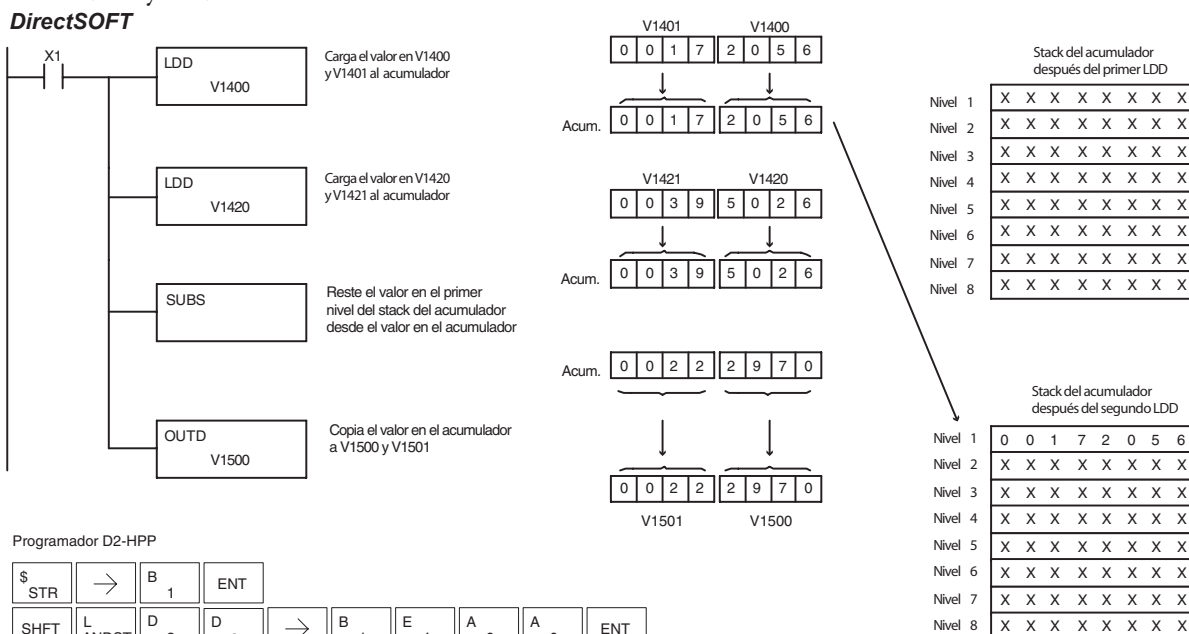 DirectSOFT
X1
LDD
V1400
Carga el valor en V1400
y V1401 al acumulador
LDD
V1420
Carga el valor en V1420
y V1421 al acumulador
SUBS
Reste el valor en el primer
nivel del stack del acumulador
desde el valor en el acumulador
OUTD
V1500
Copia el valor en el acumulador
a V1500 y V1501
V1401 V1400
0 0 1 7 2 0 5 6
Acum. 0 0 1 7 2 0 5 6
V1421 V1420
0 0 3 9 5 0 2 6
Acum. 0 0 3 9 5 0 2 6
Acum. 0 0 2 2 2 9 7 0
0 0 2 2 2 9 7 0
V1501 V1500
Stack del acumulador
después del primer LDD
Nivel 1 X X X X X X X X
Nivel 2 X X X X X X X X
Nivel 3 X X X X X X X X
Nivel 4 X X X X X X X X
Nivel 5 X X X X X X X X
Nivel 6 X X X X X X X X
Nivel 7 X X X X X X X X
Nivel 8 X X X X X X X X
Stack del acumulador
después del segundo LDD
Nivel 1 0 0 1 7 2 0 5 6
Nivel 2 X X X X X X X X
Nivel 3 X X X X X X X X
Nivel 4 X X X X X X X X
Nivel 5 X X X X X X X X
Nivel 6 X X X X X X X X
Nivel 7 X X X X X X X X
Nivel 8 X X X X X X X X
Programador D2-HPP
$ STR → B 1 ENT
SHFT L D D → B E A A ENT